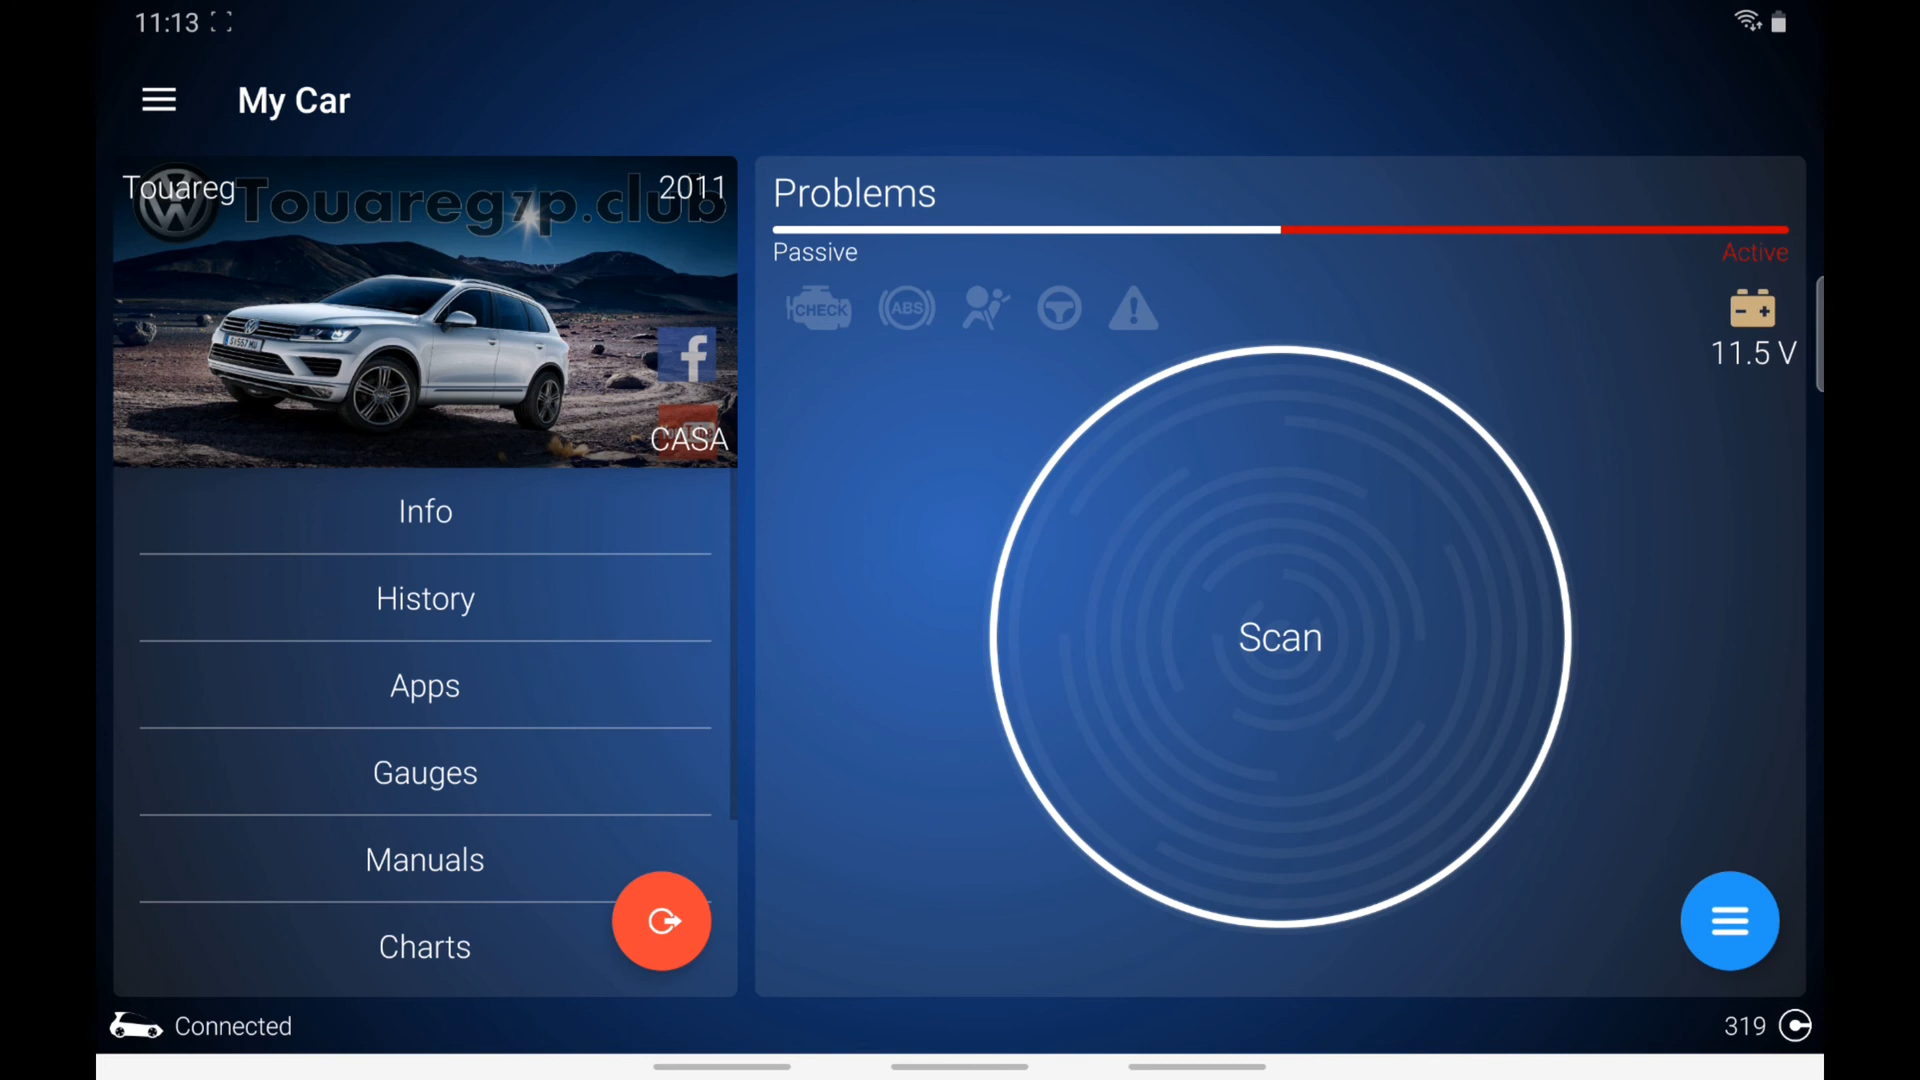 11:13
My Car
Touareg
2011
Touareg7p.club
CASA
Info
History
Apps
Gauges
Manuals
Charts
Problems
Passive
Active
CHECK
ABS
11.5 V
Scan
Connected
319